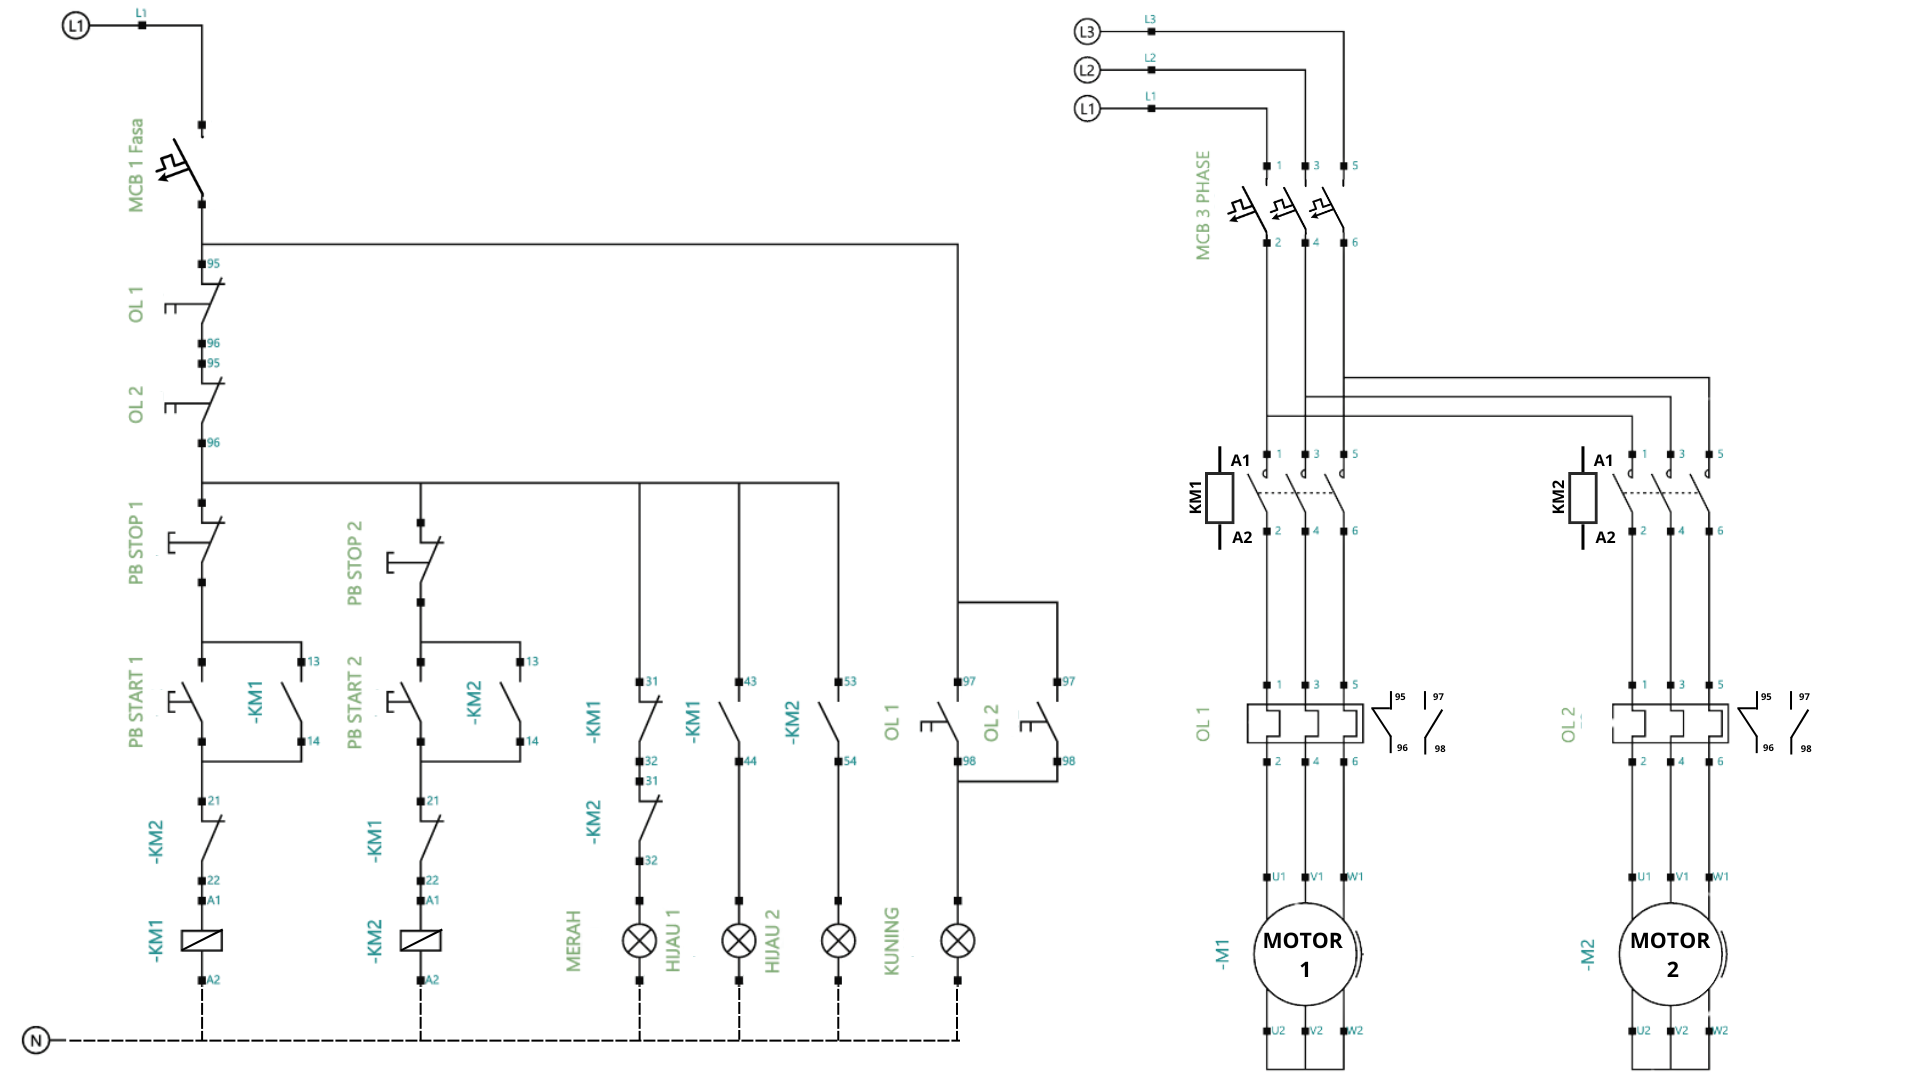 L1
L1
MCB 1 Fasa
95
OL 1
96
95
OL 2
96
PB STOP 1
PB STOP 2
PB START 1
-KM1
13
14
PB START 2
-KM2
13
14
-KM2
21
22
-KM1
21
22
-KM1
A1
A2
-KM2
A1
A2
-KM1
31
32
-KM2
31
32
-KM1
43
44
-KM2
53
54
OL 1
97
98
OL 2
97
98
MERAH
HIJAU 1
HIJAU 2
KUNING
N
L3
L3
L2
L2
L1
L1
MCB 3 PHASE
1
3
5
2
4
6
KM1
A1
A2
1
3
5
2
4
6
KM2
A1
A2
1
3
5
2
4
6
OL 1
1
3
5
2
4
6
95
96
97
98
OL 2
1
3
5
2
4
6
95
96
97
98
U1
V1
W1
-M1
MOTOR
1
U2
V2
W2
U1
V1
W1
-M2
MOTOR
2
U2
V2
W2